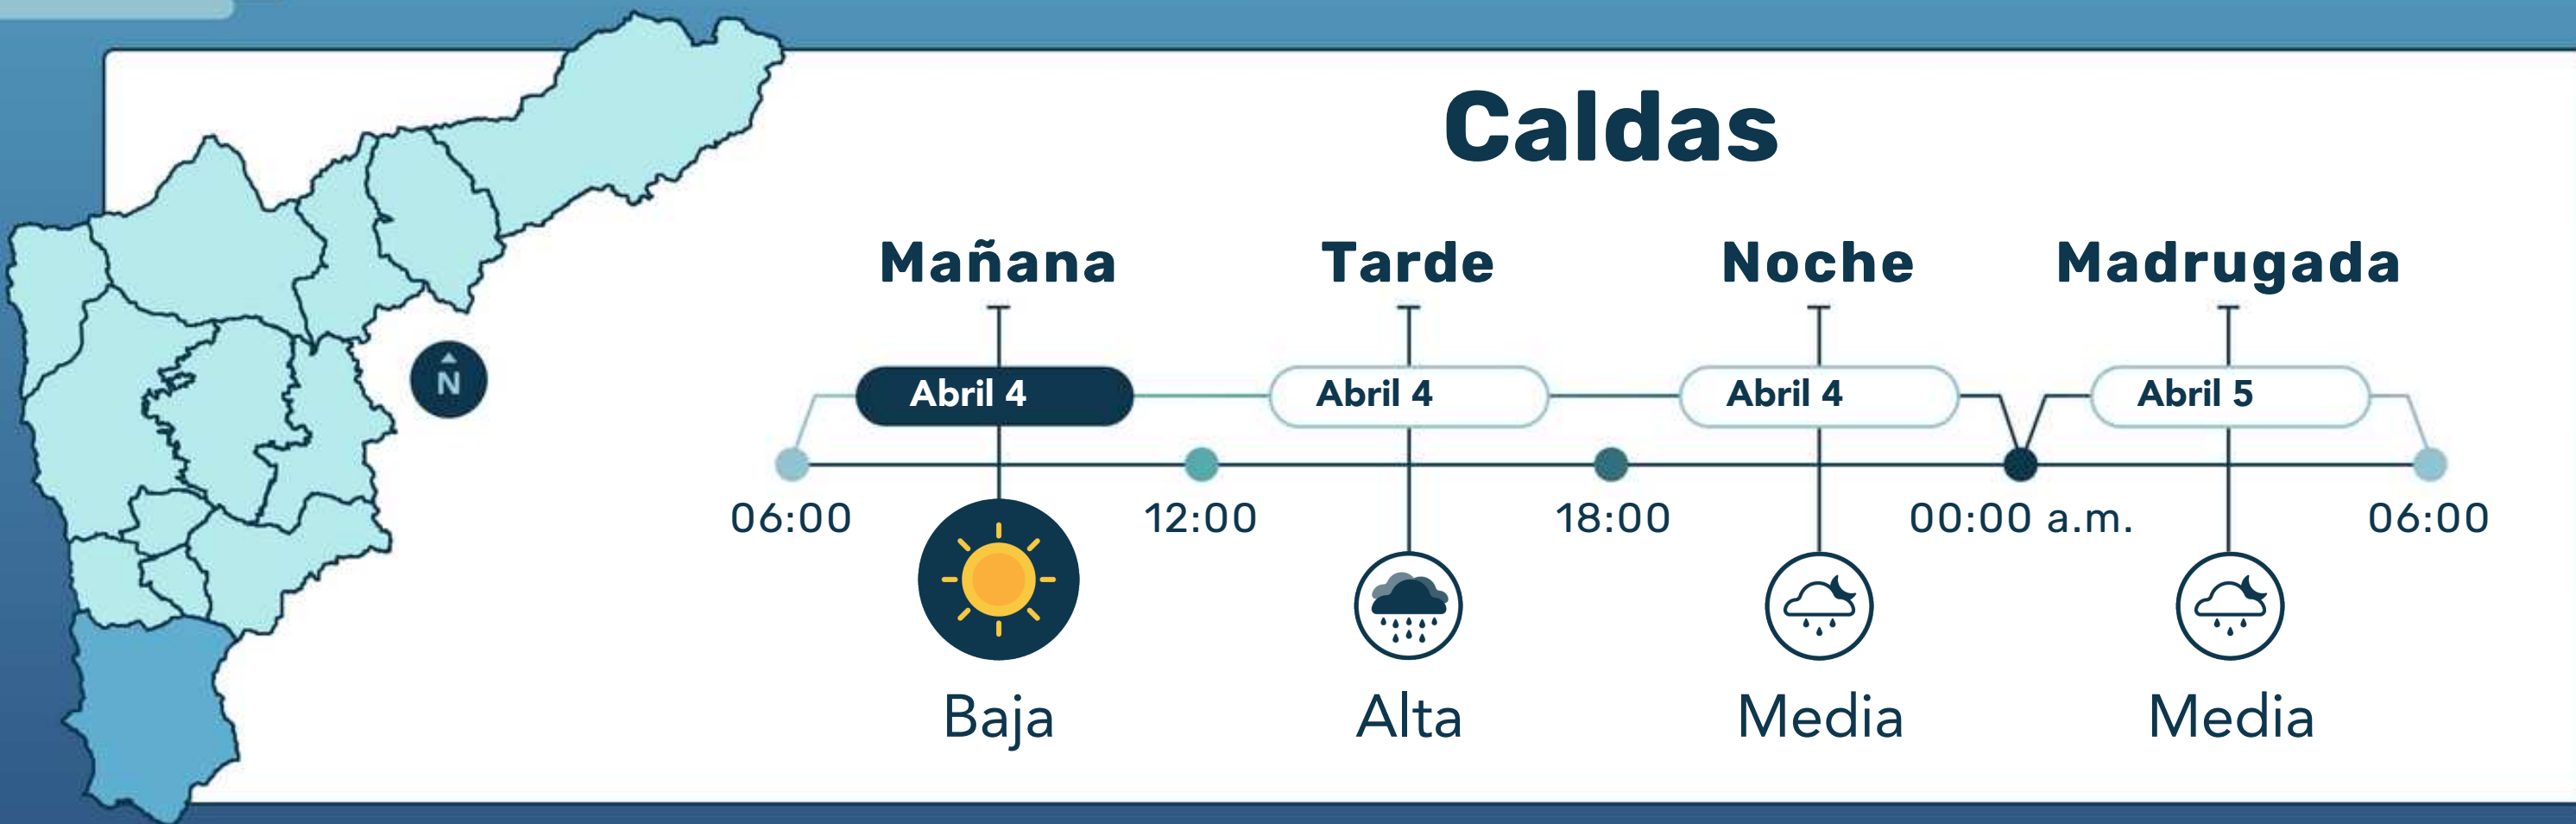 Caldas
Mañana Tarde Noche Madrugada
Abril 4 Abril 4 Abril 4 Abril 5
N
06:00 12:00 18:00 00:00 a.m. 06:00
Baja Alta Media Media